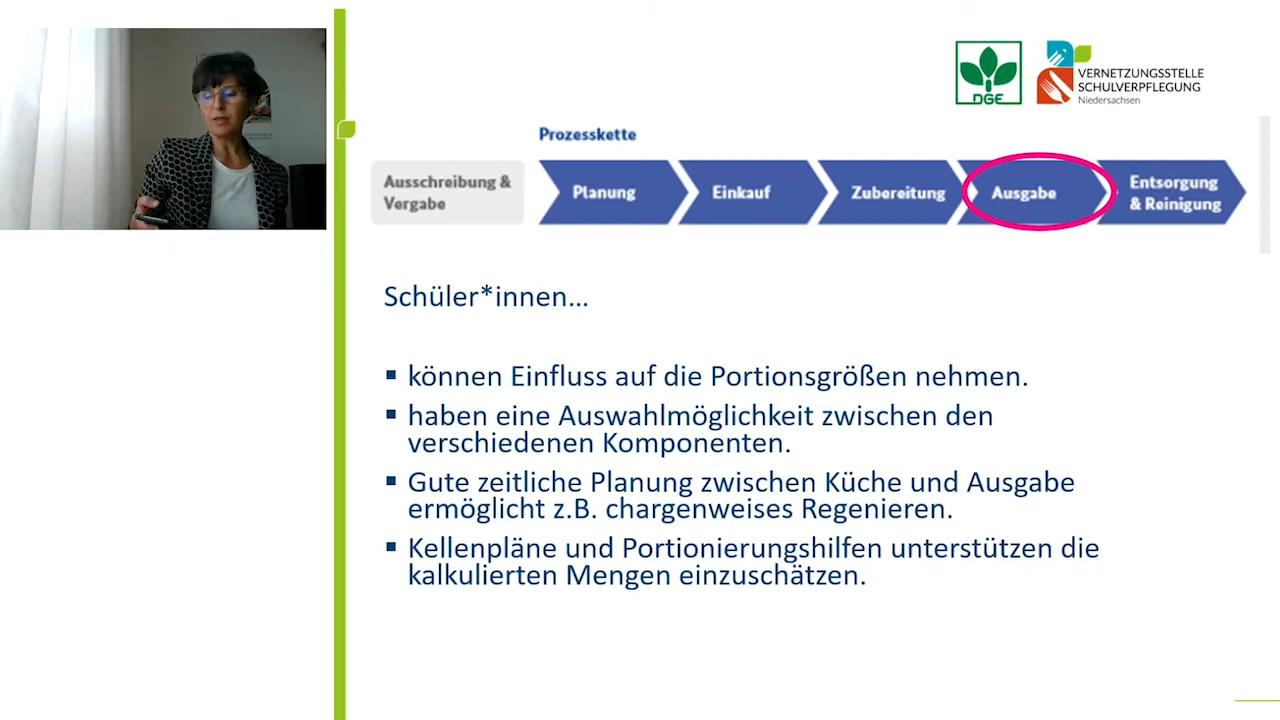 DGE
VERNETZUNGSSTELLE
SCHULVERPFLEGUNG
Niedersachsen
Prozesskette
Ausschreibung &
Vergabe
Planung
Einkauf
Zubereitung
Ausgabe
Entsorgung
& Reinigung
Schüler*innen...
▪ können Einfluss auf die Portionsgrößen nehmen.
▪ haben eine Auswahlmöglichkeit zwischen den
verschiedenen Komponenten.
▪ Gute zeitliche Planung zwischen Küche und Ausgabe
ermöglicht z.B. chargenweises Regenieren.
▪ Kellenpläne und Portionierungshilfen unterstützen die
kalkulierten Mengen einzuschätzen.